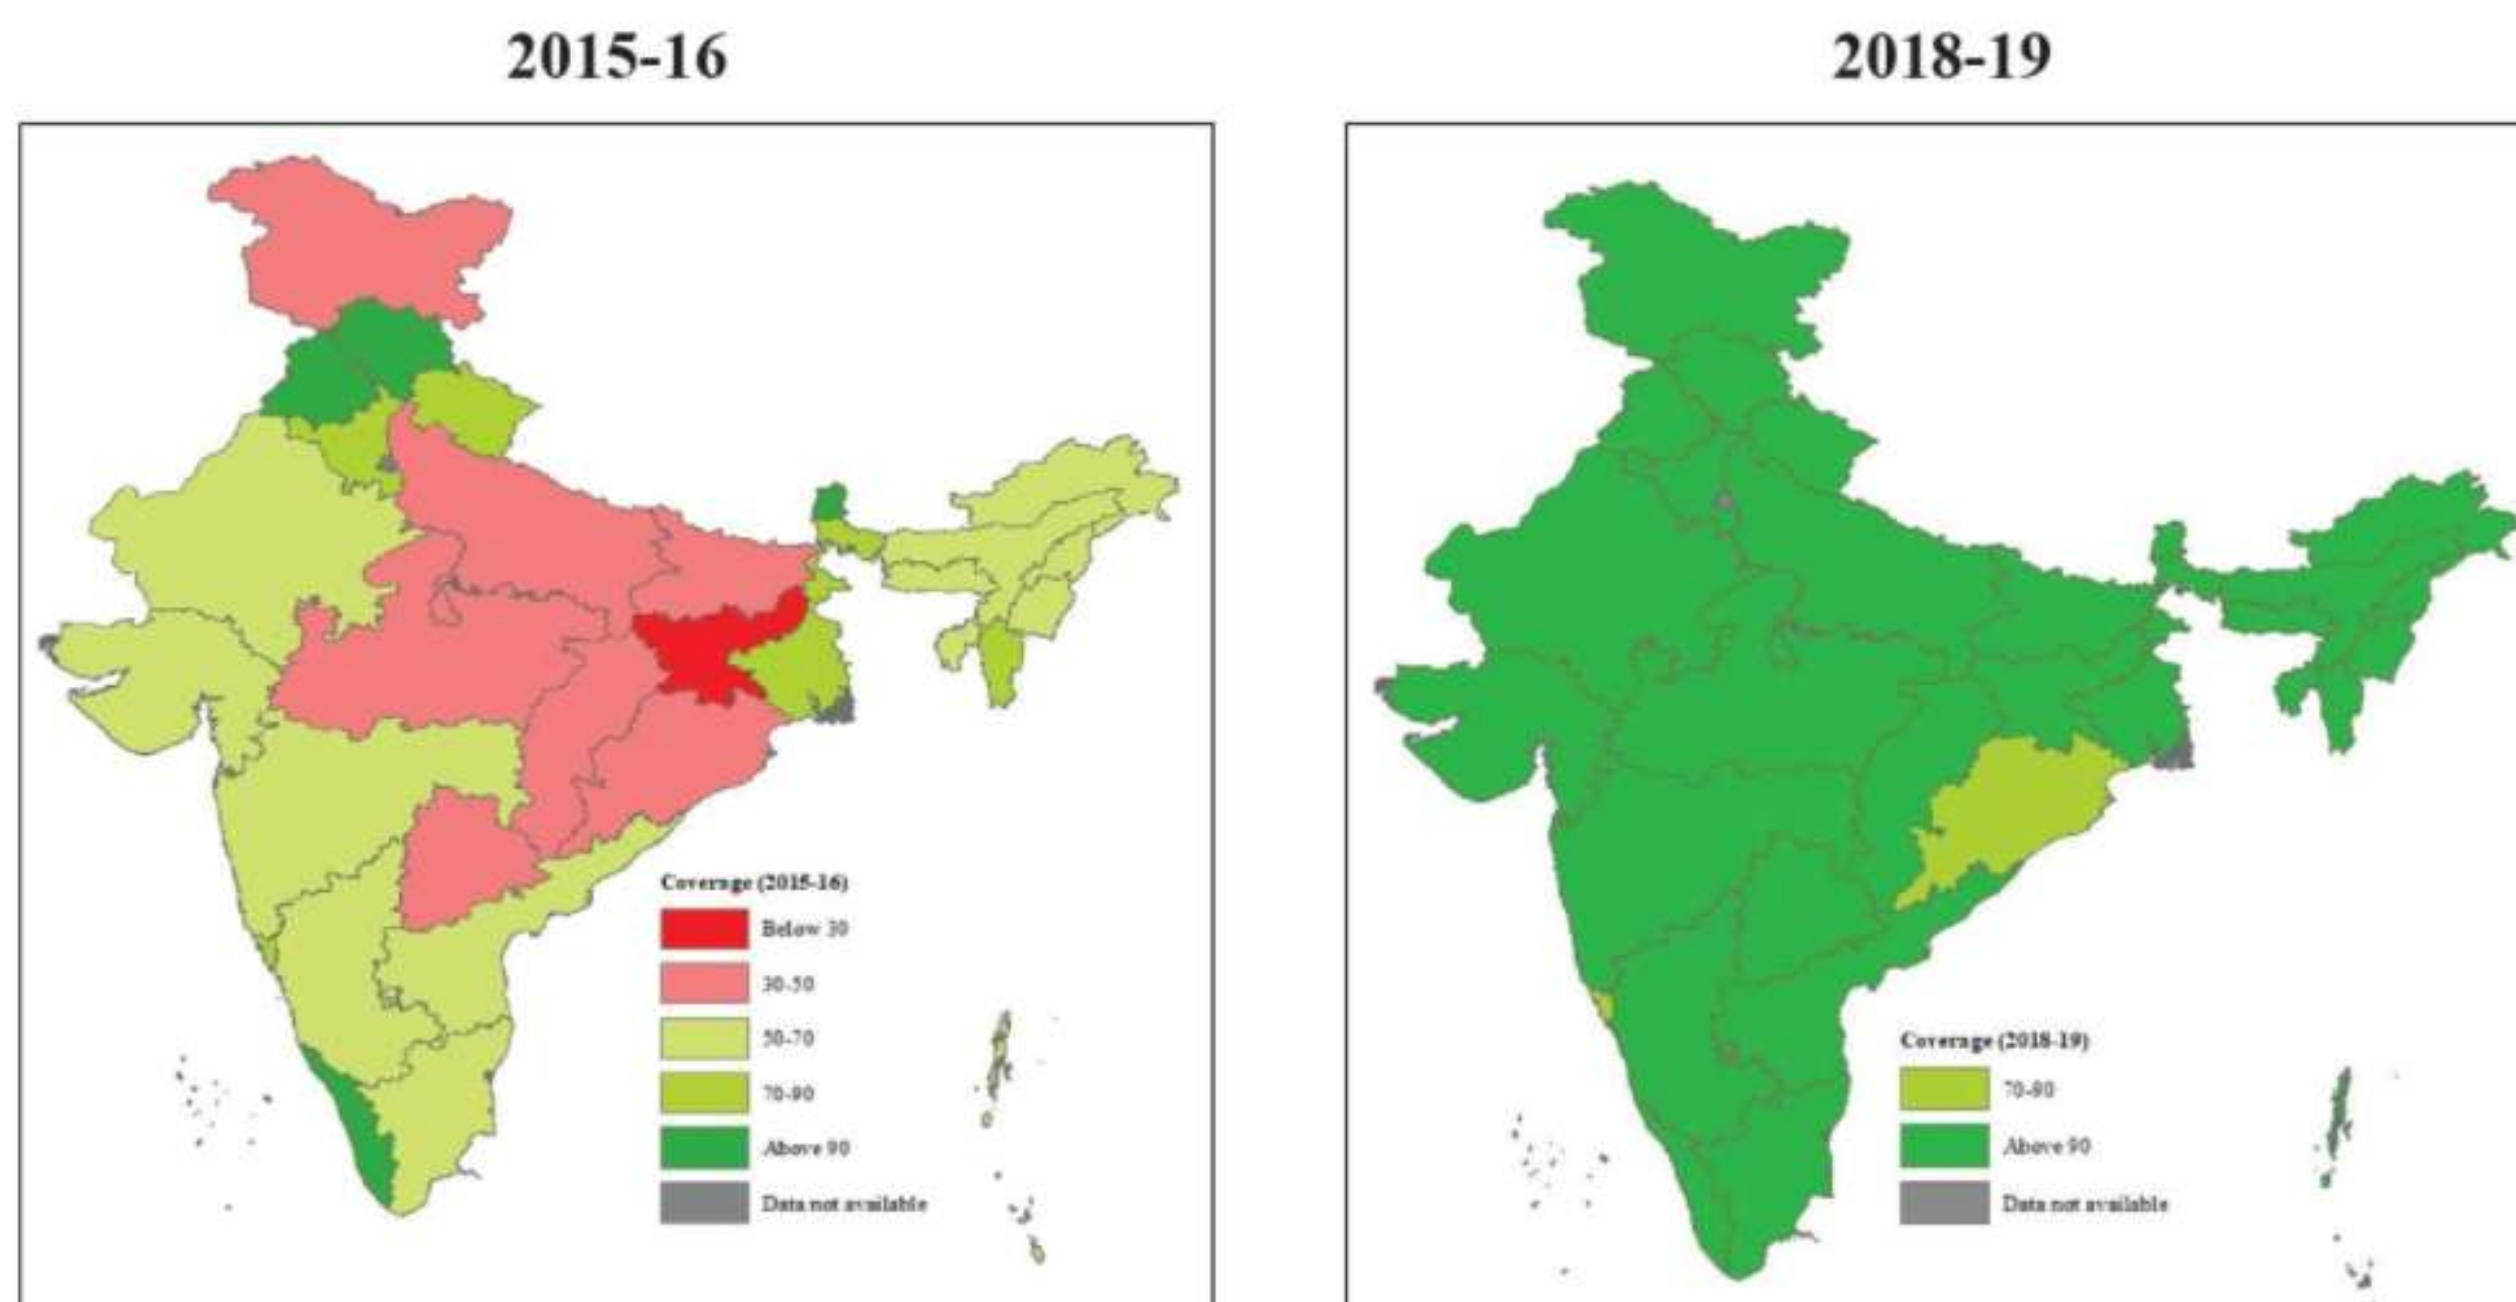 2015-16
2018-19
Coverage (2015-16)
Below 30
30-50
50-70
70-90
Above 90
Data not available
Coverage (2018-19)
70-90
Above 90
Data not available